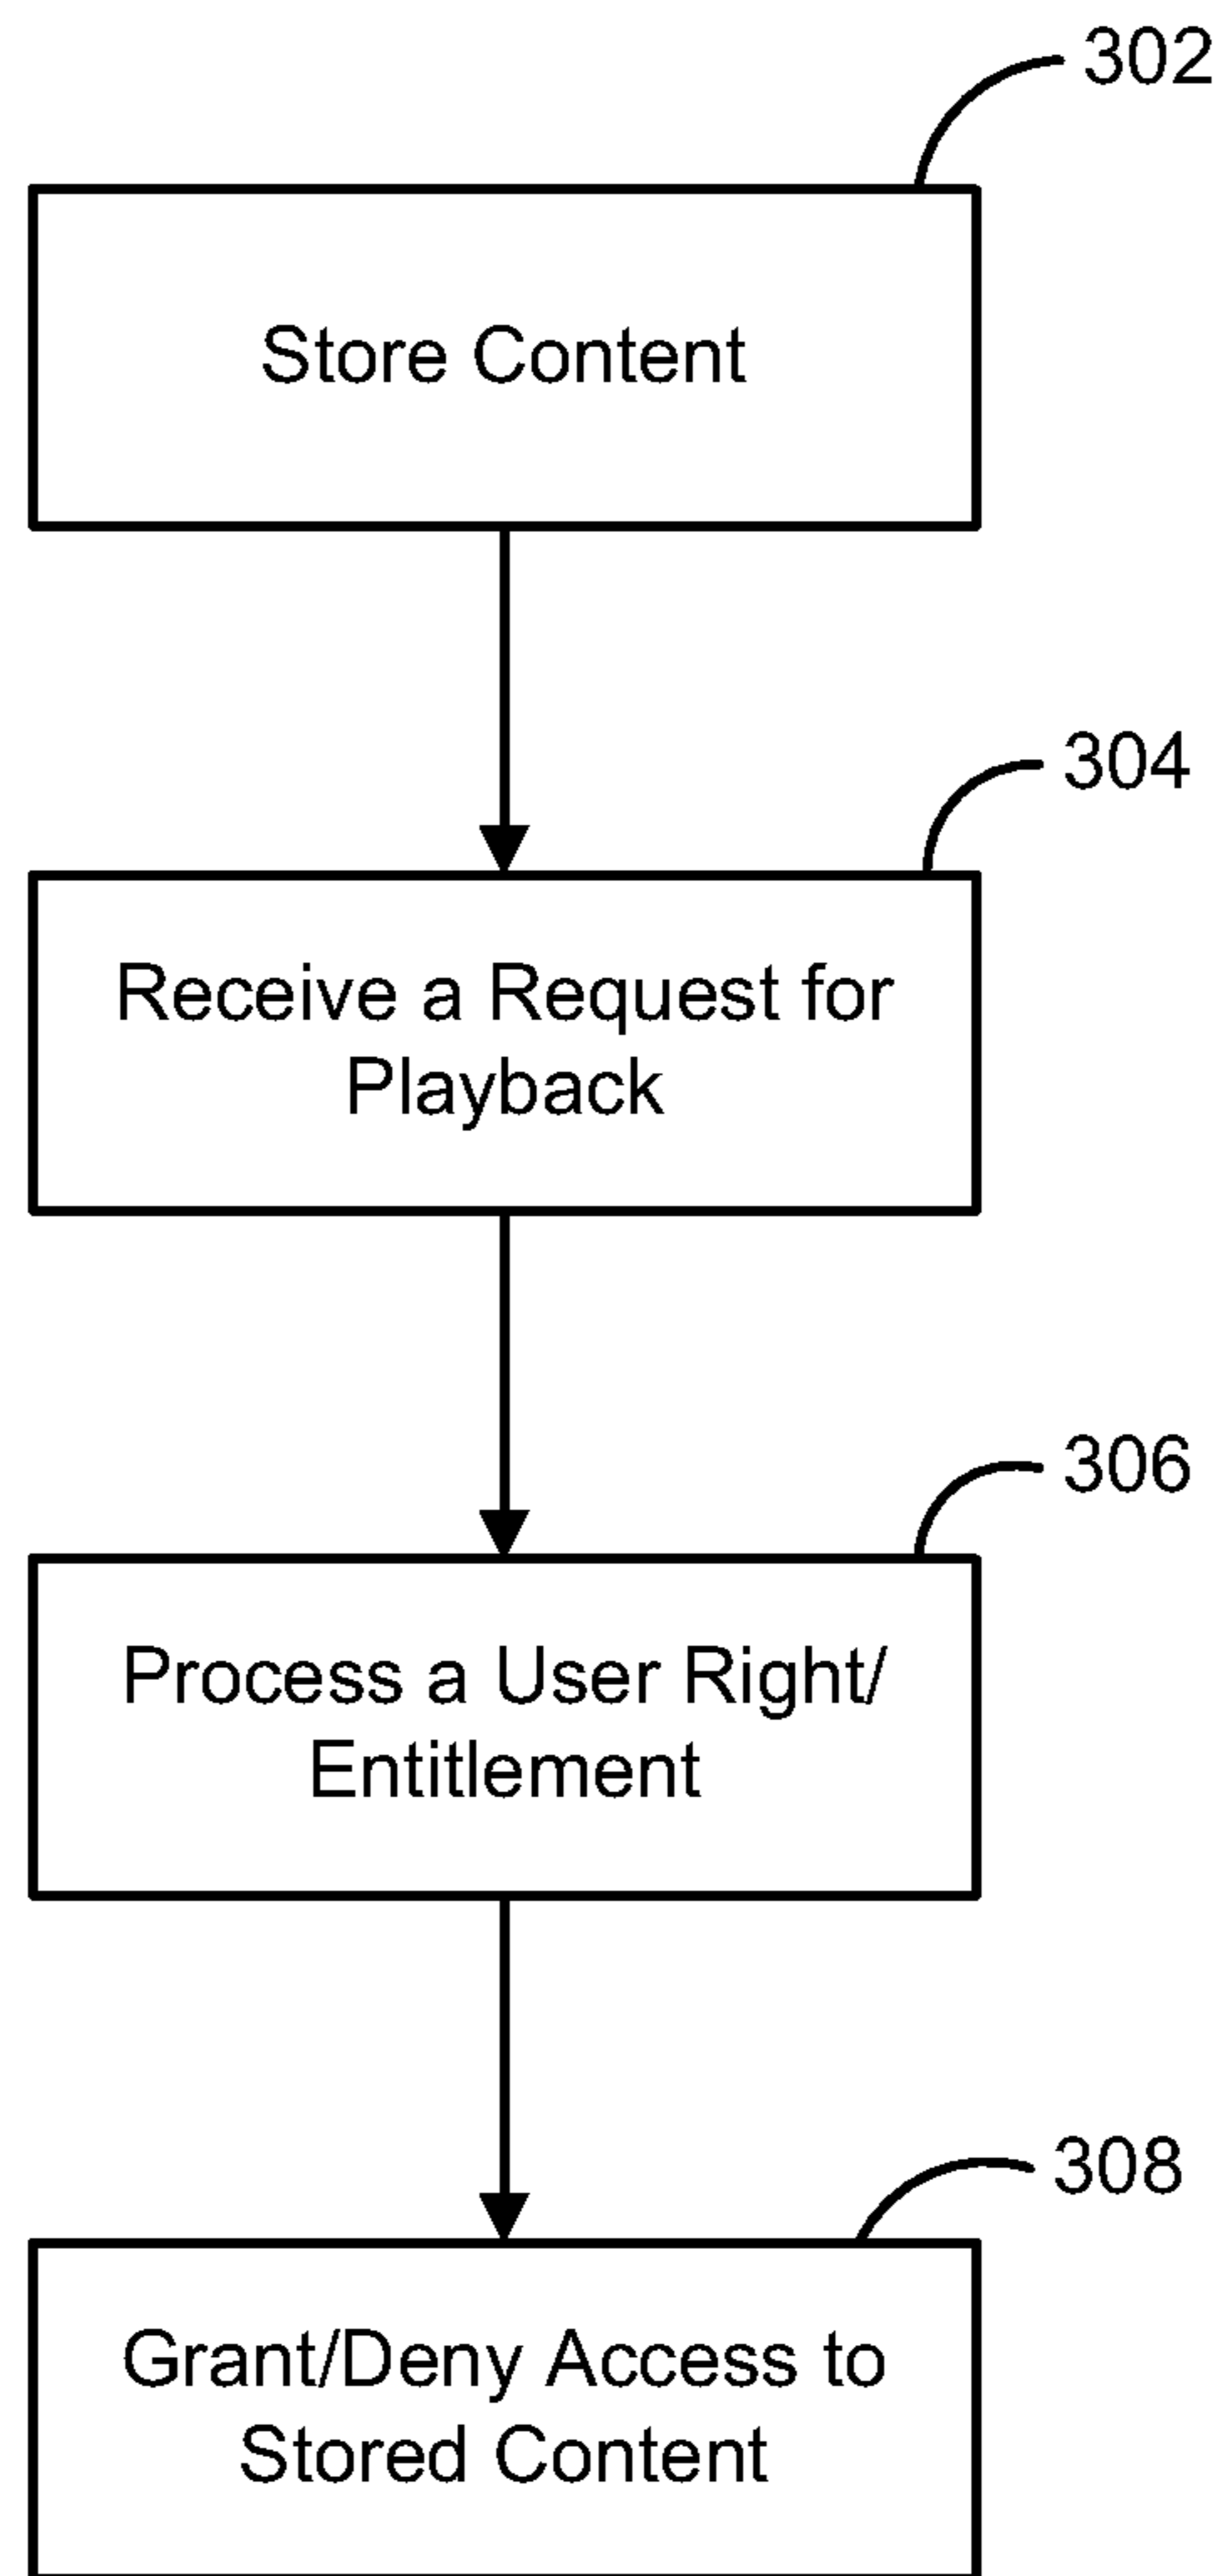 302
Store Content
304
Receive a Request for
Playback
306
Process a User Right/
Entitlement
308
Grant/Deny Access to
Stored Content